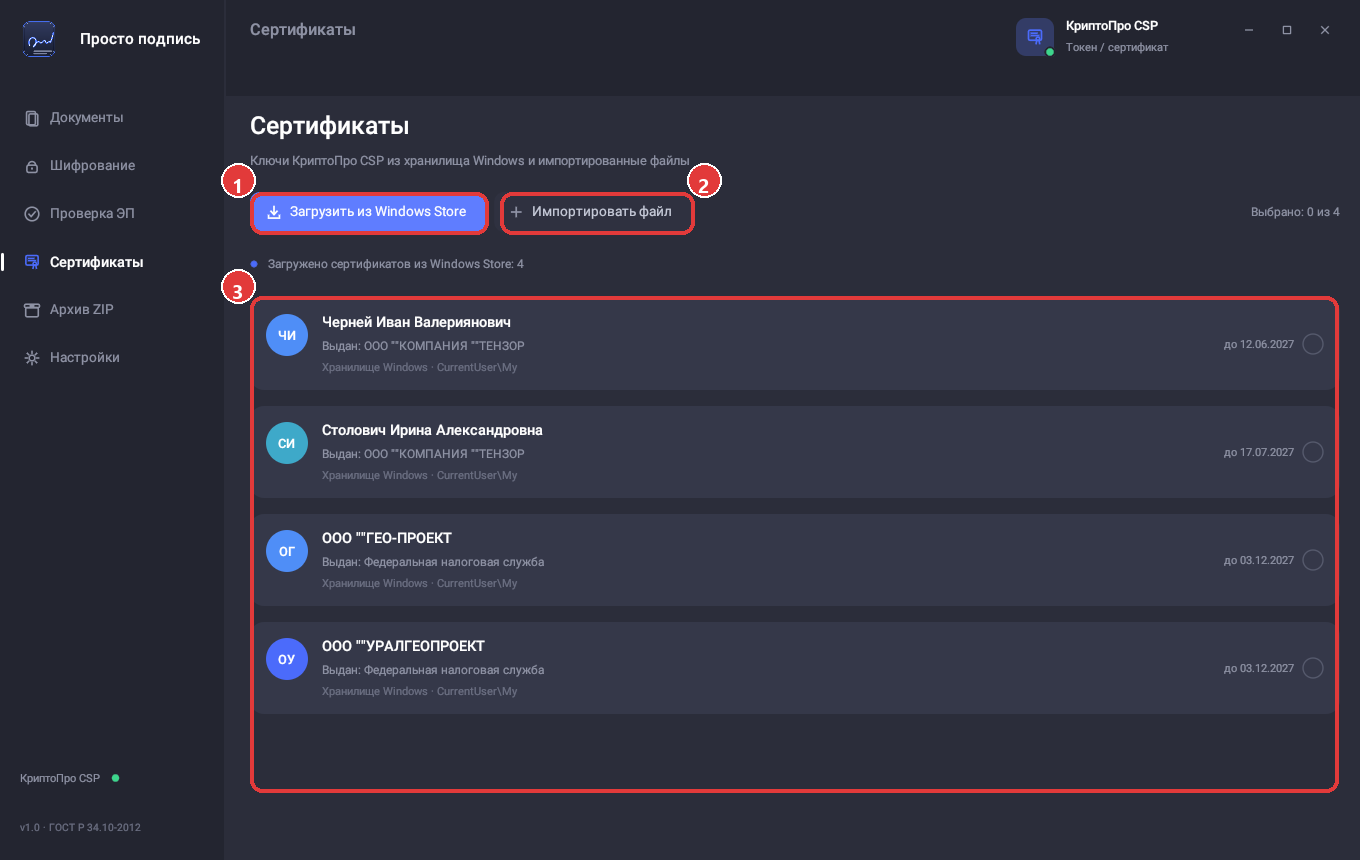 Просто подпись
Сертификаты
КриптоПро CSP
Токен / сертификат
Документы
Шифрование
Проверка ЭП
Сертификаты
Архив ZIP
Настройки
КриптоПро CSP
v1.0 · ГОСТ Р 34.10-2012
Сертификаты
Ключи КриптоПро CSP из хранилища Windows и импортированные файлы
1
Загрузить из Windows Store
2
Импортировать файл
Выбрано: 0 из 4
Загружено сертификатов из Windows Store: 4
3
ЧИ
Черней Иван Валериянович
Выдан: ООО ""КОМПАНИЯ ""ТЕНЗОР
Хранилище Windows · CurrentUser\My
до 12.06.2027
СИ
Столович Ирина Александровна
Выдан: ООО ""КОМПАНИЯ ""ТЕНЗОР
Хранилище Windows · CurrentUser\My
до 17.07.2027
ОГ
ООО ""ГЕО-ПРОЕКТ
Выдан: Федеральная налоговая служба
Хранилище Windows · CurrentUser\My
до 03.12.2027
ОУ
ООО ""УРАЛГЕОПРОЕКТ
Выдан: Федеральная налоговая служба
Хранилище Windows · CurrentUser\My
до 03.12.2027